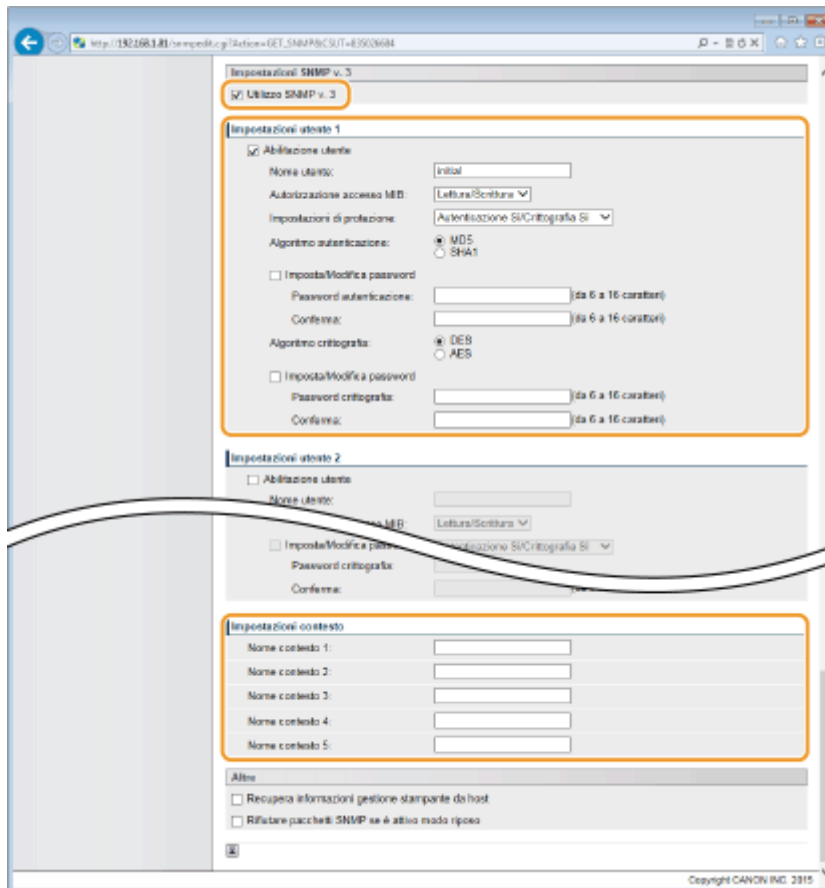 http://192.168.1.81/snmpedit.cgi?Action=GET_SNMP&CSUT=835026684
Impostazioni SNMP v. 3
Utilizzo SNMP v. 3
Impostazioni utente 1
Abilitazione utente
Nome utente: initial
Autorizzazione accesso MIB: Lettura/Scrittura
Impostazioni di protezione: Autenticazione Sì/Crittografia Sì
Algoritmo autenticazione: MD5
SHA1
Imposta/Modifica password
Password autenticazione: (da 6 a 16 caratteri)
Conferma: (da 6 a 16 caratteri)
Algoritmo crittografia: DES
AES
Imposta/Modifica password
Password crittografia: (da 6 a 16 caratteri)
Conferma: (da 6 a 16 caratteri)
Impostazioni utente 2
Abilitazione utente
Nome utente:
MIB: Lettura/Scrittura
Imposta/Modifica Sì/Crittografia Sì
Password crittografia:
Conferma:
Impostazioni contesto
Nome contesto 1:
Nome contesto 2:
Nome contesto 3:
Nome contesto 4:
Nome contesto 5:
Altro
Recupera informazioni gestione stampante da host
Rifiutare pacchetti SNMP se è attivo modo riposo
Copyright CANON INC. 2015